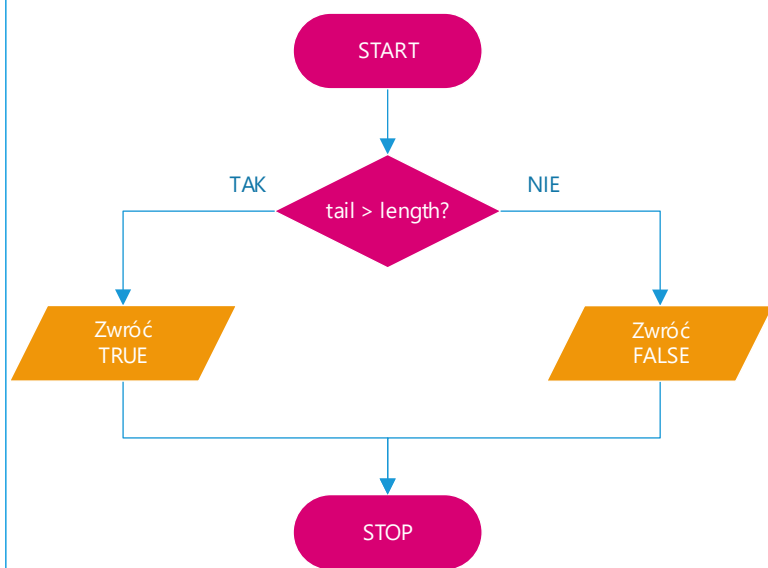 START
TAK
NIE
tail > length?
Zwróć
TRUE
Zwróć
FALSE
STOP